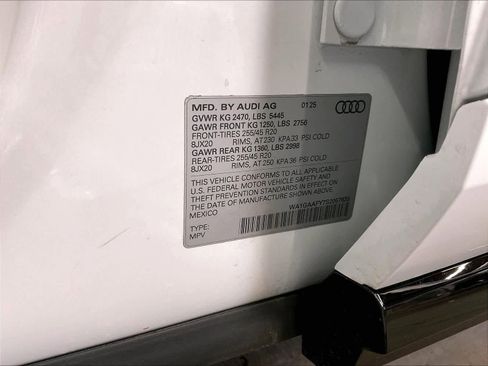 MFD. BY AUDI AG 01/25
GVWR KG 2470, LBS 5445
GAWR FRONT KG 1250, LBS 2756
FRONT-TIRES 255/45 R20
8JX20 RIMS, AT 230 KPA 33 PSI COLD
GAWR REAR KG 1360, LBS 2998
REAR-TIRES 255/45 R20
8JX20 RIMS, AT 250 KPA 36 PSI COLD
THIS VEHICLE CONFORMS TO ALL APPLICABLE
U.S. FEDERAL MOTOR VEHICLE SAFETY AND
THEFT PREVENTION STANDARDS IN EFFECT ON
THE DATE OF MANUFACTURE SHOWN ABOVE.
MEXICO
TYPE:
MPV